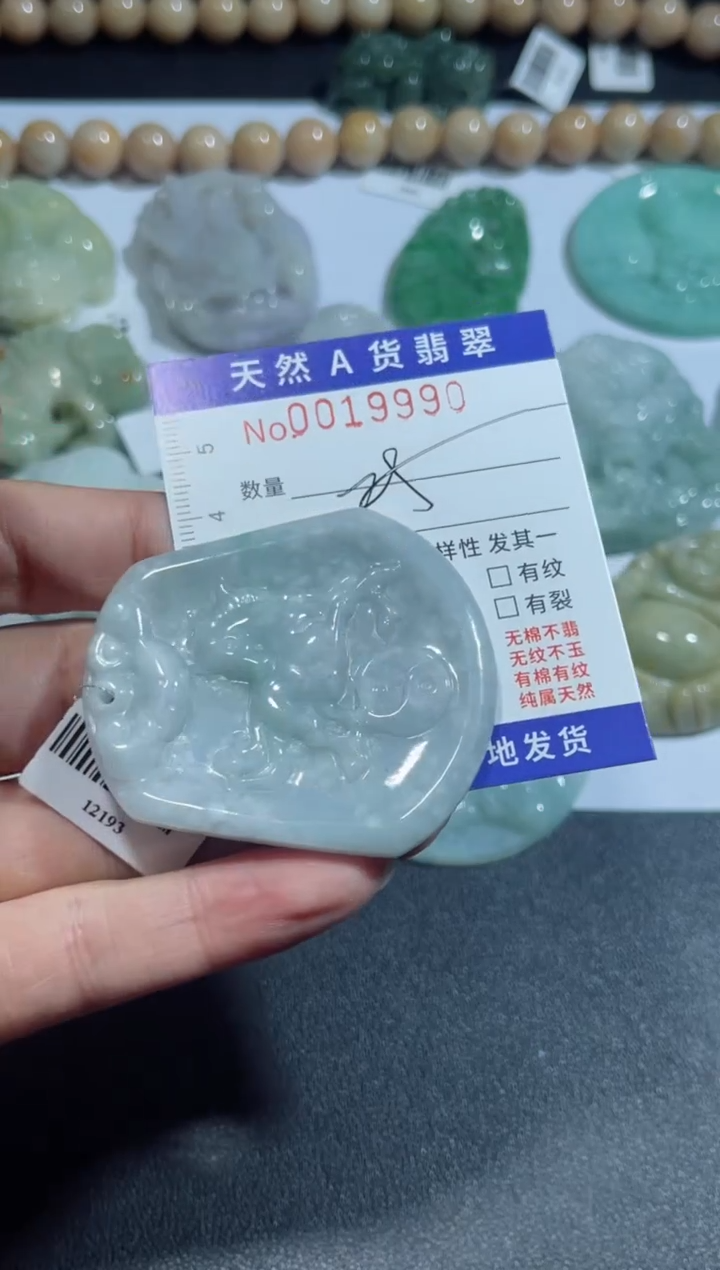 天然A货翡翠
No.0019990
5
数量
4
样性 发其一
□有纹
□有裂
无棉不翡
无纹不玉
有棉有纹
纯属天然
地发货
12193